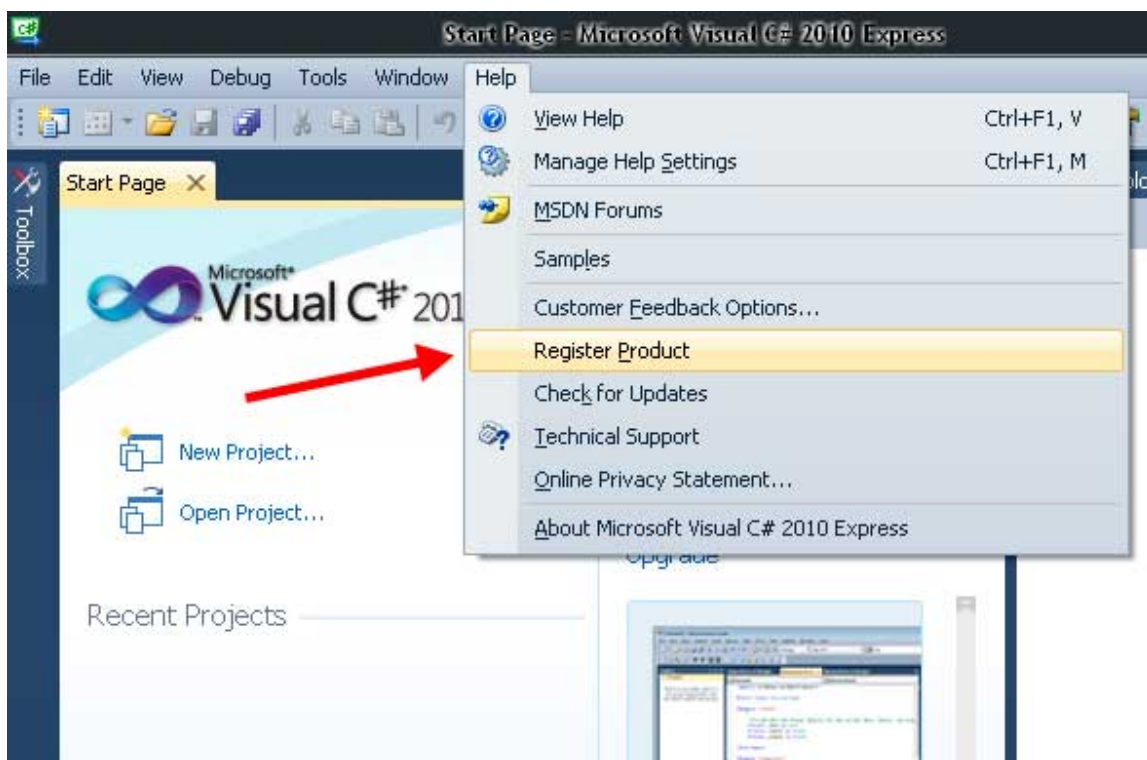 C#
Start Page - Microsoft Visual C# 2010 Express
File Edit View Debug Tools Window Help
View Help Ctrl+F1, V
Manage Help Settings Ctrl+F1, M
MSDN Forums
Samples
Customer Feedback Options...
Register Product
Check for Updates
Technical Support
Online Privacy Statement...
About Microsoft Visual C# 2010 Express
Toolbox
Start Page
Microsoft®
Visual C# 201
New Project...
Open Project...
Upgrade
Recent Projects